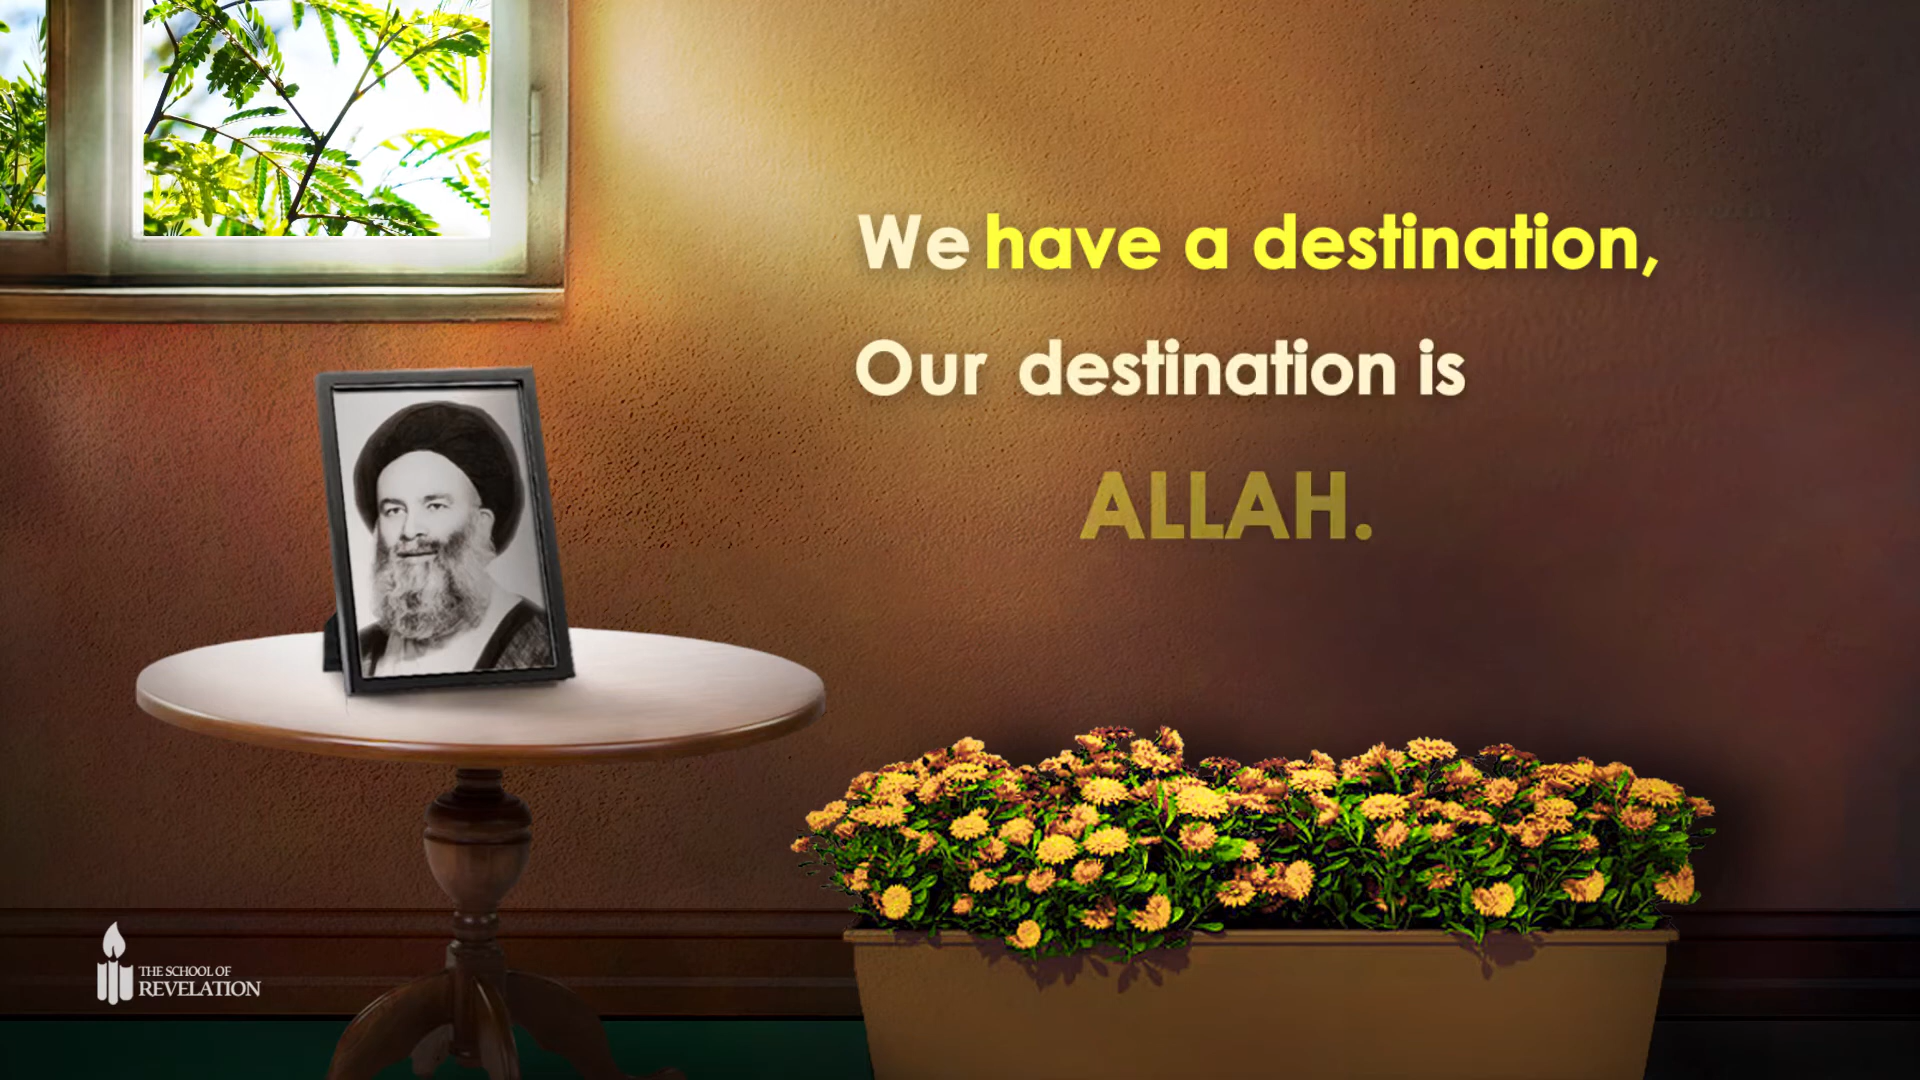 We have a destination,
Our destination is
ALLAH.
THE SCHOOL OF
REVELATION